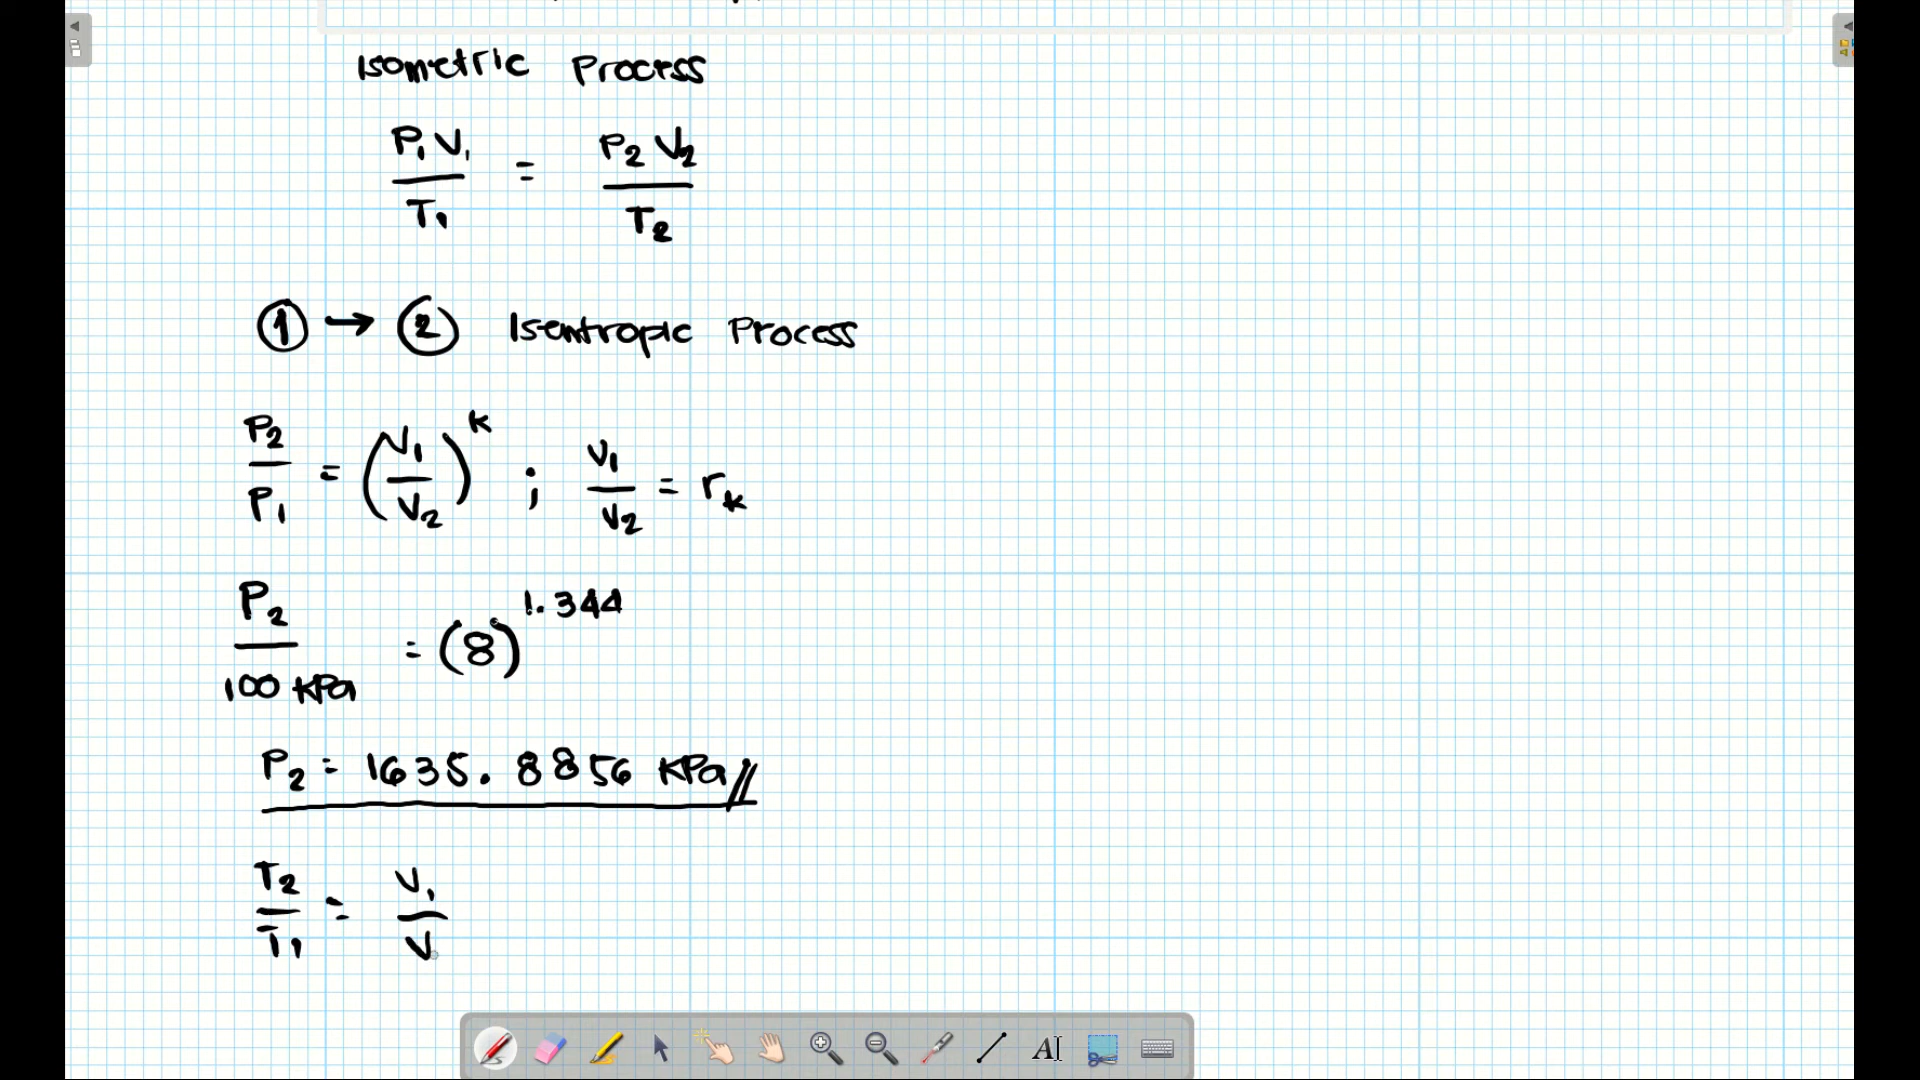 Isometric Process
P₁V₁/T₁ = P₂V₂/T₂
① → ② Isentropic Process
P₂/P₁ = (V₁/V₂)^k ; V₁/V₂ = r_k
P₂/100 KPa = (8)^1.344
P₂ = 1635.8856 KPa//
T₂/T₁ = V₁/V